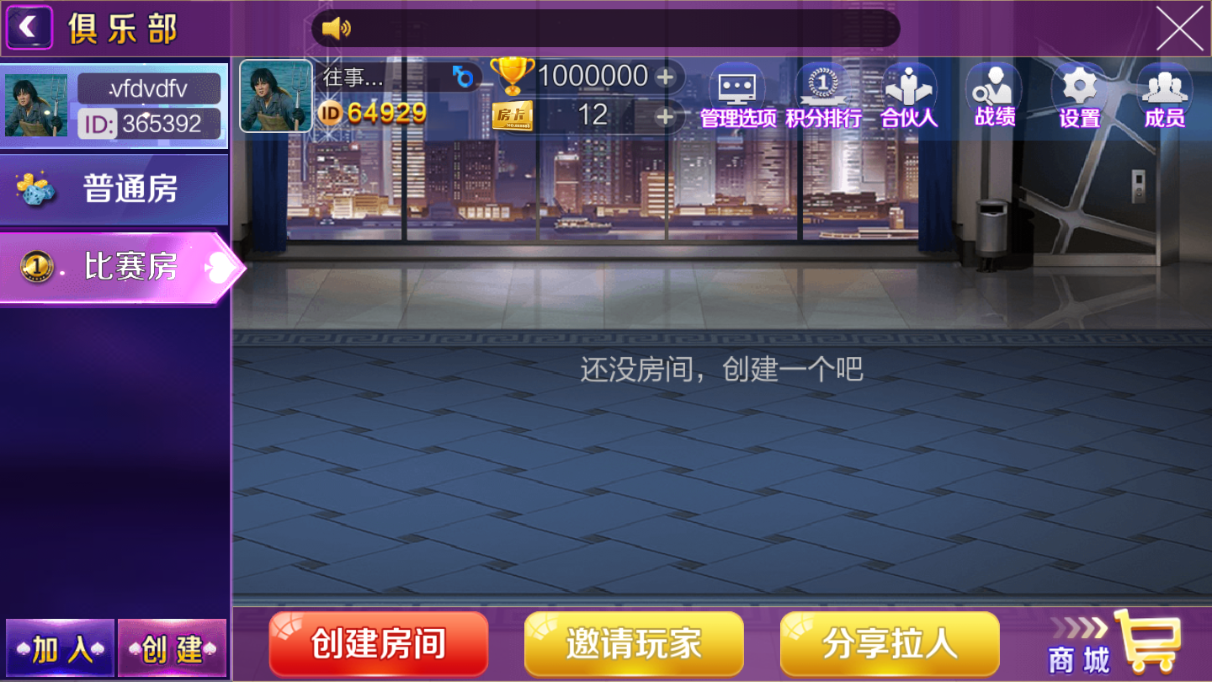 俱乐部
.vfdvdfv
ID: 365392
往事...
1000000
ID 64929
房卡
12
管理选项
1
积分排行
合伙人
战绩
设置
成员
普通房
1
比赛房
还没房间，创建一个吧
加入
创建
创建房间
邀请玩家
分享拉人
商城